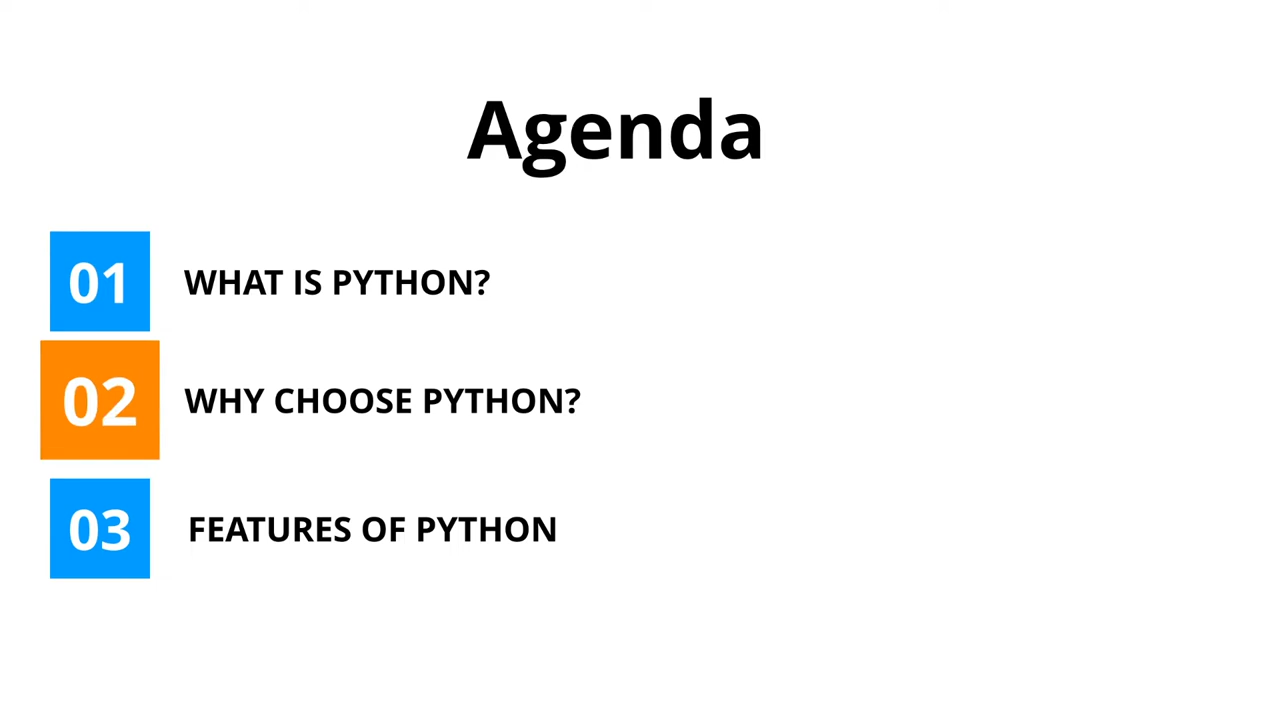 Agenda
01 WHAT IS PYTHON?
02 WHY CHOOSE PYTHON?
03 FEATURES OF PYTHON